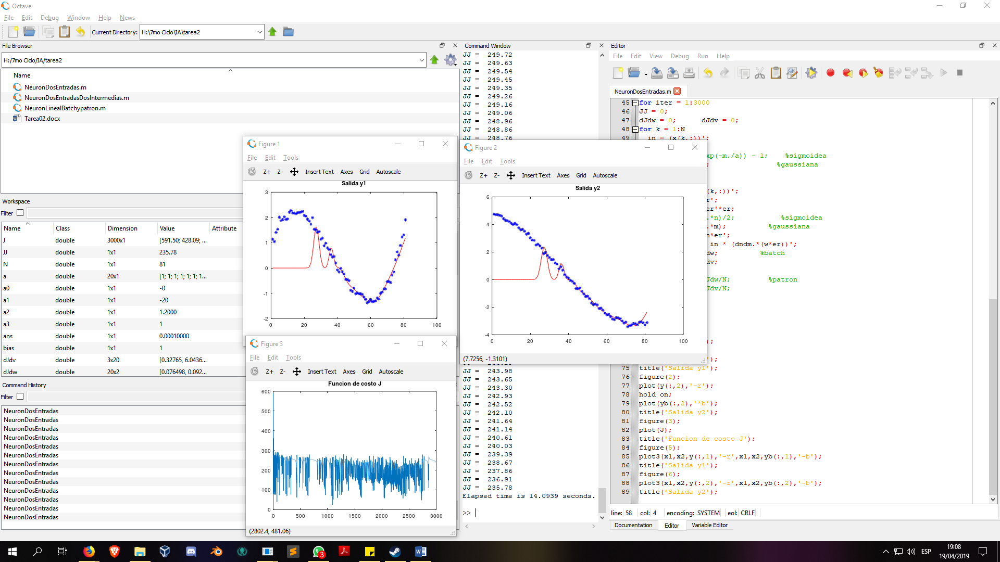 Octave
File Edit Debug Window Help News
Current Directory: H:\7mo Ciclo\IA\tarea2
File Browser
H:/7mo Ciclo/IA/tarea2
Name
NeuronDosEntradas.m
NeuronDosEntradasDosIntermedias.m
NeuronLinealBatchypatron.m
Tarea02.docx
Workspace
Filter
Name Class Dimension Value Attribute
J double 3000x1 [591.50; 428.09; ...
JJ double 1x1 235.78
N double 1x1 81
a double 20x1 [1; 1; 1; 1; 1; 1; 1...
a0 double 1x1 -0
a1 double 1x1 -20
a2 double 1x1 1.2000
a3 double 1x1 1
ans double 1x1 0.00010000
bias double 1x1 1
dJdv double 3x20 [0.32765, 6.0436...
dJdw double 20x2 [0.076498, 0.092...
Command History
Filter
NeuronDosEntradas
NeuronDosEntradas
NeuronDosEntradas
NeuronDosEntradas
NeuronDosEntradas
NeuronDosEntradas
NeuronDosEntradas
NeuronDosEntradas
NeuronDosEntradas
NeuronDosEntradas
NeuronDosEntradas
NeuronDosEntradas
NeuronDosEntradas
Figure 1
File Edit Tools
Z+ Z- Insert Text Axes Grid Autoscale
Salida y1
3
2
1
0
-1
-2
0 20 40 60 80 100
Figure 3
File Edit Tools
Z+ Z- Insert Text Axes Grid Autoscale
Funcion de costo J
600
500
400
300
200
100
0
0 500 1000 1500 2000 2500 3000
(2802.4, 481.06)
Command Window
JJ = 249.72
JJ = 249.63
JJ = 249.54
JJ = 249.45
JJ = 249.35
JJ = 249.26
JJ = 249.16
JJ = 249.06
JJ = 248.96
JJ = 248.86
JJ = 248.76
Figure 2
File Edit Tools
Z+ Z- Insert Text Axes Grid Autoscale
Salida y2
6
4
2
0
-2
-4
0 20 40 60 80 100
(7.7256, -1.3101)
JJ = 243.98
JJ = 243.65
JJ = 243.30
JJ = 242.93
JJ = 242.52
JJ = 242.10
JJ = 241.64
JJ = 241.14
JJ = 240.61
JJ = 240.03
JJ = 239.39
JJ = 238.67
JJ = 237.86
JJ = 236.91
JJ = 235.78
Elapsed time is 14.0939 seconds.
>>
Editor
File Edit View Debug Run Help
NeuronDosEntradas.m
45 for iter = 1:3000
46 JJ = 0;
47 dJdw = 0; dJdv = 0;
48 for k = 1:N
49 in = (x(k,:))';
xp(-m./a)) - 1; %sigmoidea
; %gaussiana
(k,:))';
r';
er'*er;
.*n)/2; %sigmoidea
.*m); %gaussiana
n*er';
in * (dndm.*(w*er))';
dw; %batch
dv;
Jdw/N; %patron
Jdv/N;
);
');
75 title('Salida y1');
76 figure(2);
77 plot(y(:,2),'-r');
78 hold on;
79 plot(yb(:,2),'*b');
80 title('Salida y2');
81 figure(3);
82 plot(J);
83 title('Funcion de costo J');
84 figure(5);
85 plot3(x1,x2,y(:,1),'-r',x1,x2,yb(:,1),'-b');
86 title('Salida y1');
87 figure(6);
88 plot3(x1,x2,y(:,2),'-r',x1,x2,yb(:,2),'-b');
89 title('Salida y2');
line: 58 col: 4 encoding: SYSTEM eol: CRLF
Documentation Editor Variable Editor
3
ESP
19:08
19/04/2019